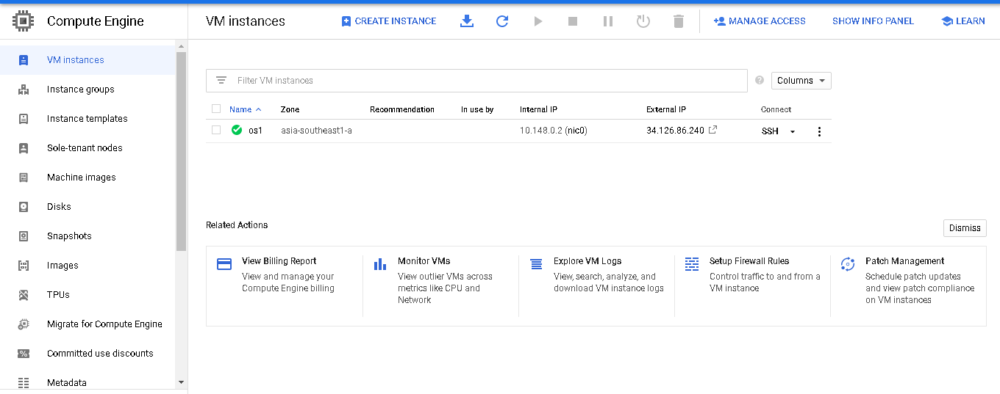 Compute Engine
VM instances
CREATE INSTANCE
MANAGE ACCESS
SHOW INFO PANEL
LEARN
VM instances
Instance groups
Instance templates
Sole-tenant nodes
Machine images
Disks
Snapshots
Images
TPUs
Migrate for Compute Engine
Committed use discounts
Metadata
Filter VM instances
Columns
Name Zone Recommendation In use by Internal IP External IP Connect
os1 asia-southeast1-a 10.148.0.2 (nic0) 34.126.86.240 SSH
Related Actions
Dismiss
View Billing Report
View and manage your
Compute Engine billing
Monitor VMs
View outlier VMs across
metrics like CPU and
Network
Explore VM Logs
View, search, analyze, and
download VM instance logs
Setup Firewall Rules
Control traffic to and from a
VM instance
Patch Management
Schedule patch updates
and view patch compliance
on VM instances